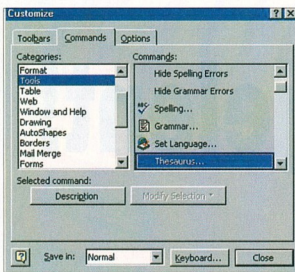 Customize
Toolbars Commands Options
Categories: Commands:
Format
Tools
Table
Web
Window and Help
Drawing
AutoShapes
Borders
Mail Merge
Forms
Hide Spelling Errors
Hide Grammar Errors
ABC Spelling...
Grammar...
Set Language...
Thesaurus...
Selected command:
Description Modify Selection
Save in: Normal Keyboard... Close